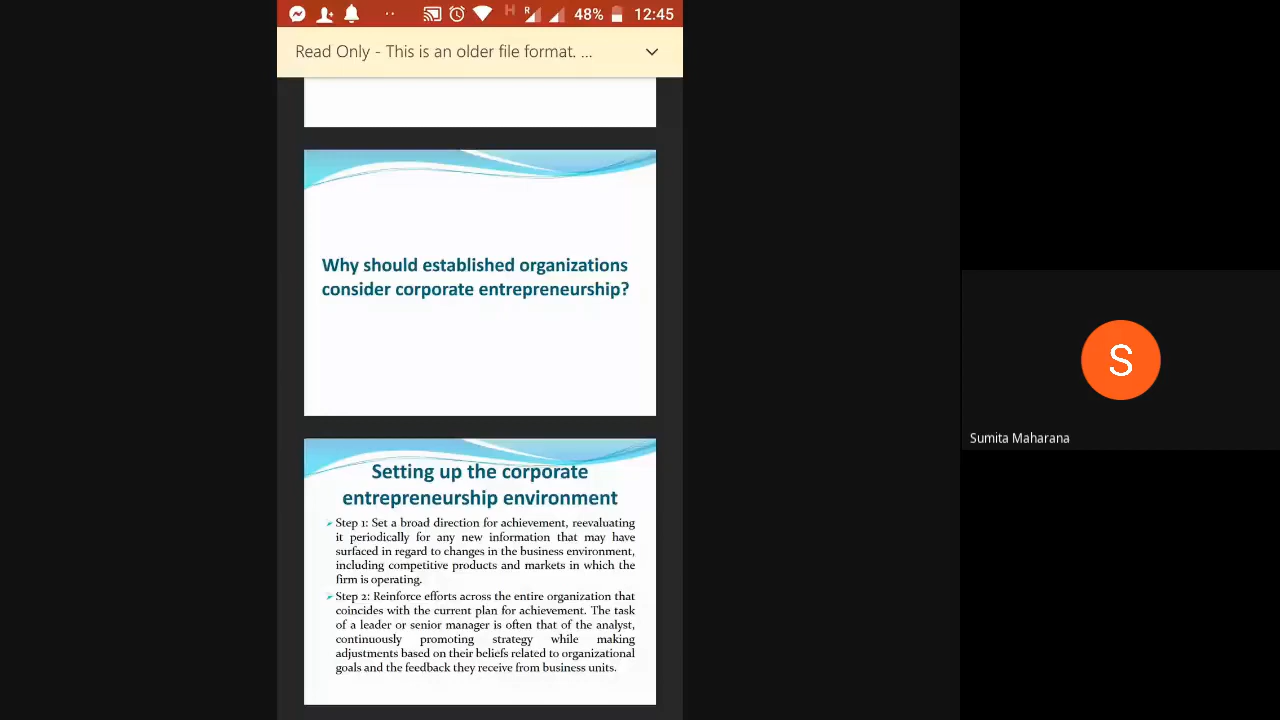 H R 48% 12:45
Read Only - This is an older file format. ...
Why should established organizations
consider corporate entrepreneurship?
Setting up the corporate
entrepreneurship environment
Step 1: Set a broad direction for achievement, reevaluating
it periodically for any new information that may have
surfaced in regard to changes in the business environment,
including competitive products and markets in which the
firm is operating.
Step 2: Reinforce efforts across the entire organization that
coincides with the current plan for achievement. The task
of a leader or senior manager is often that of the analyst,
continuously promoting strategy while making
adjustments based on their beliefs related to organizational
goals and the feedback they receive from business units.
S
Sumita Maharana